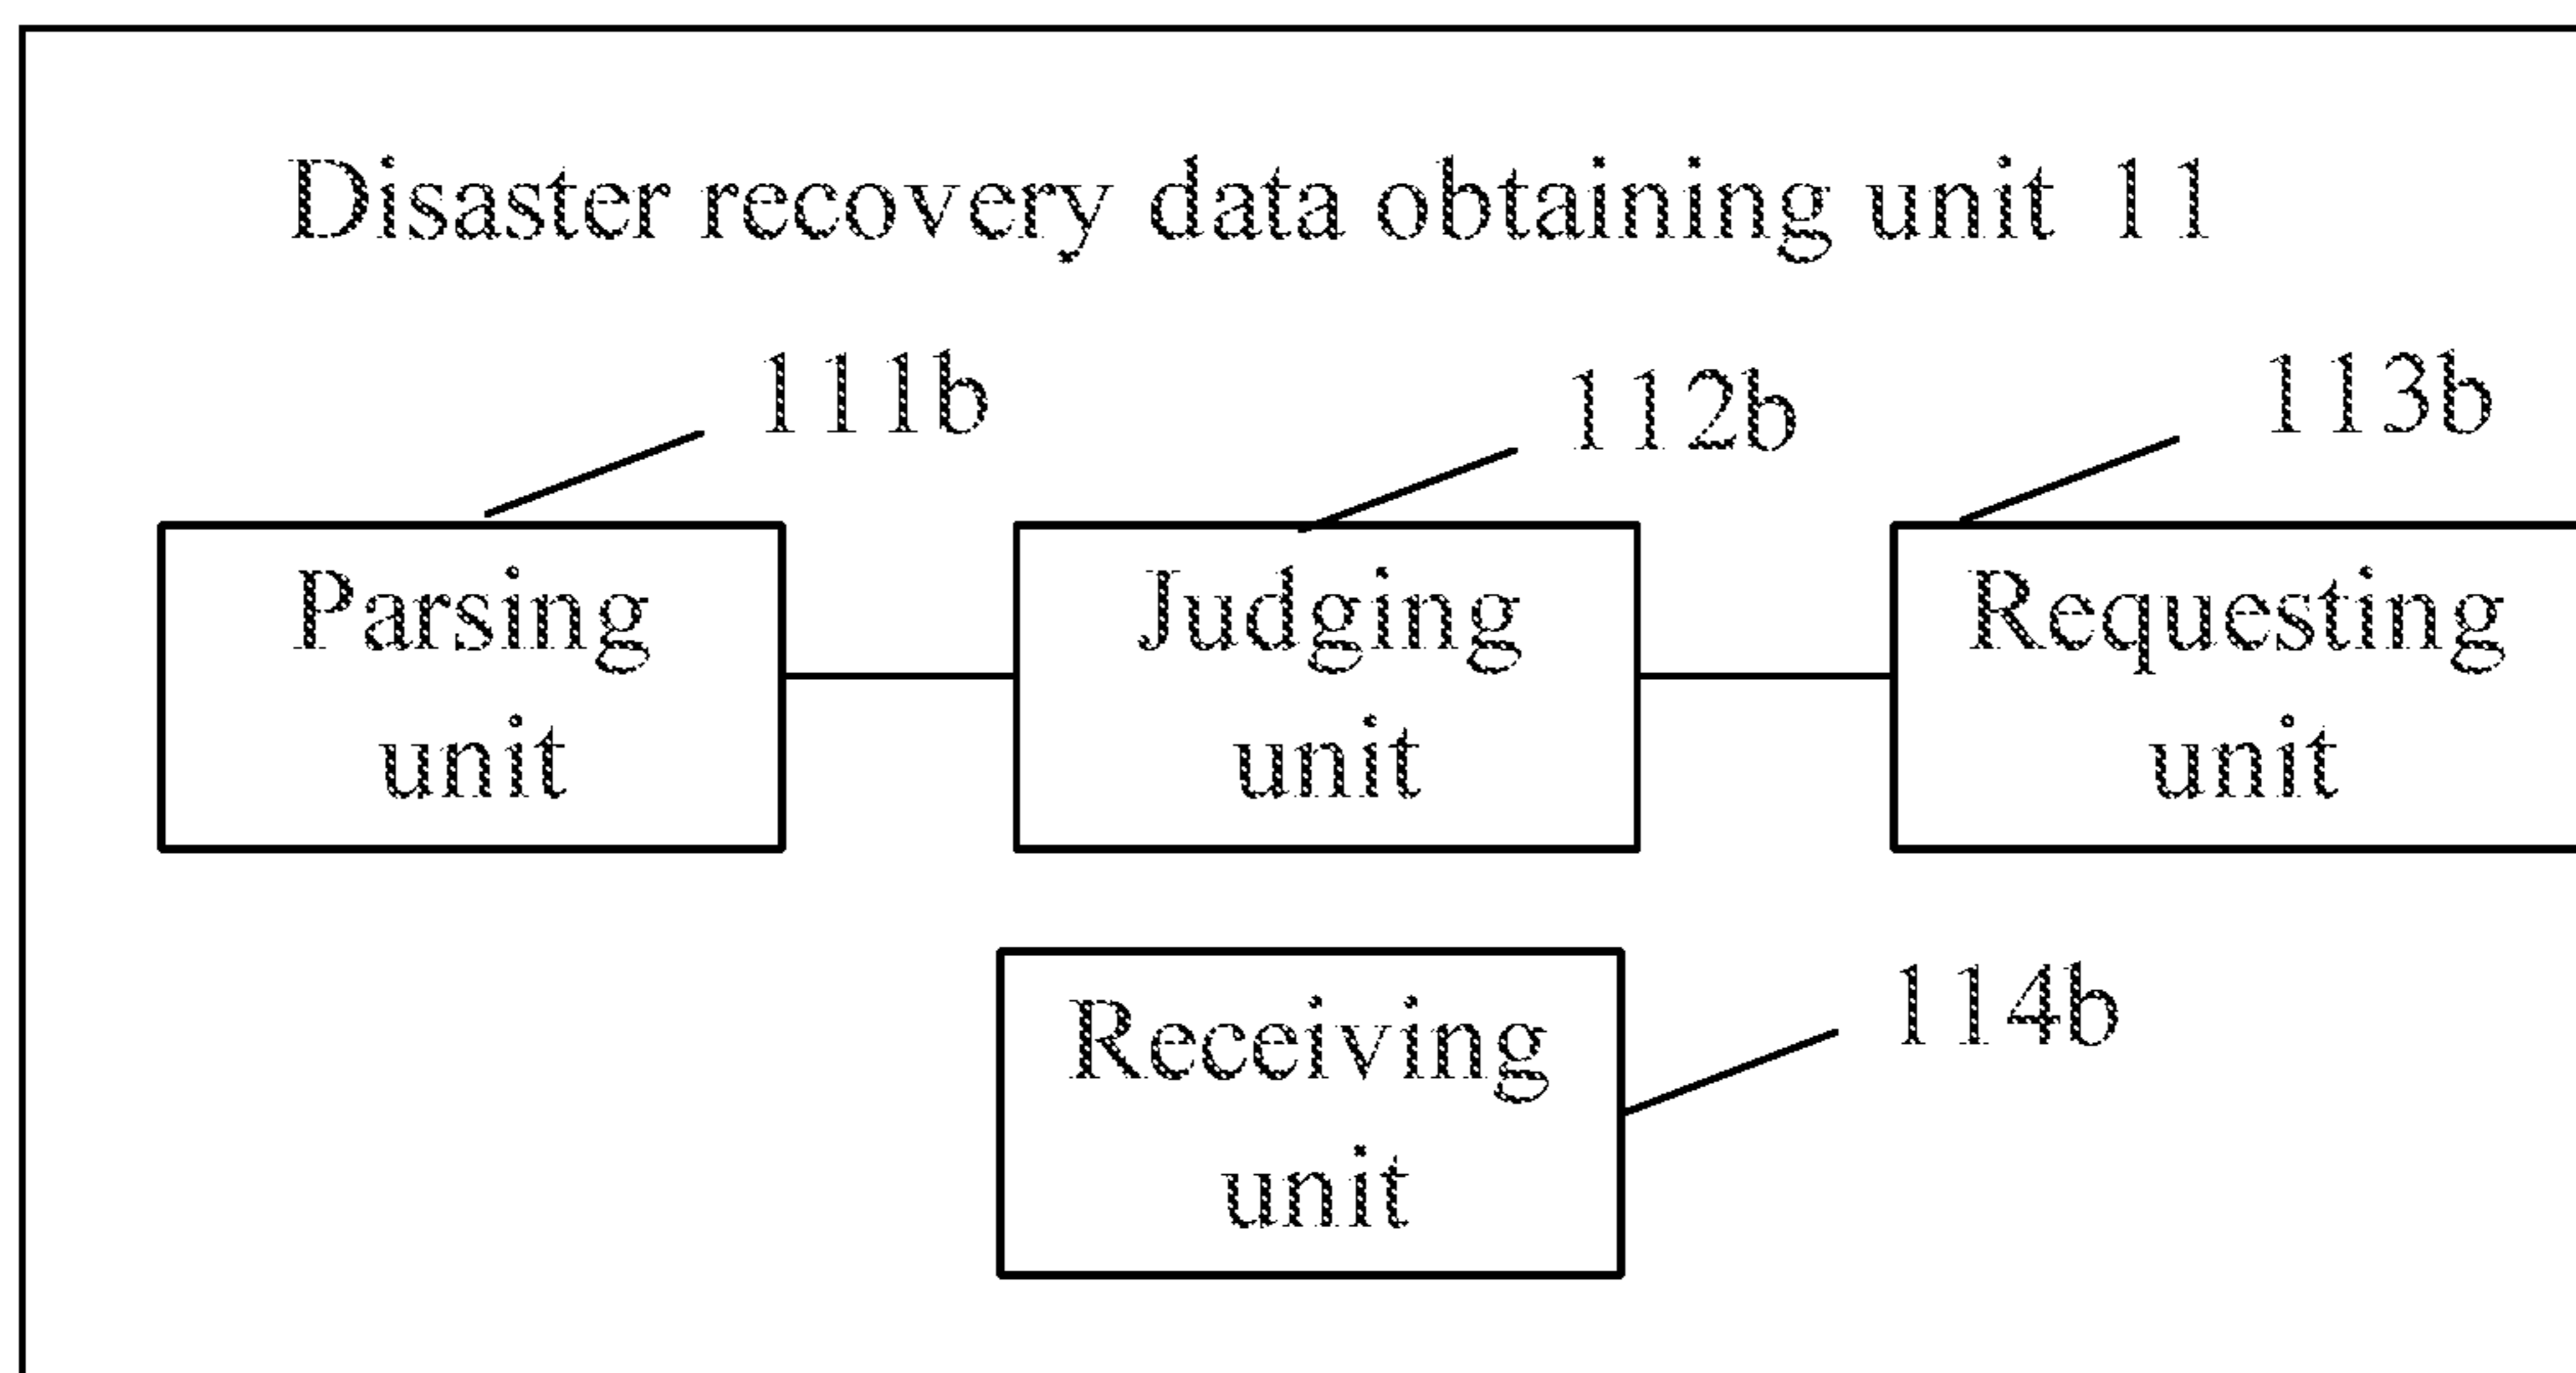 Disaster recovery data obtaining unit 11
111b
112b
113b
Parsing
unit
Judging
unit
Requesting
unit
Receiving
unit
114b